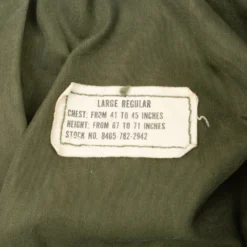 LARGE REGULAR
CHEST: FROM 41 TO 45 INCHES
HEIGHT: FROM 67 TO 71 INCHES
STOCK NO. 8405-782-2942